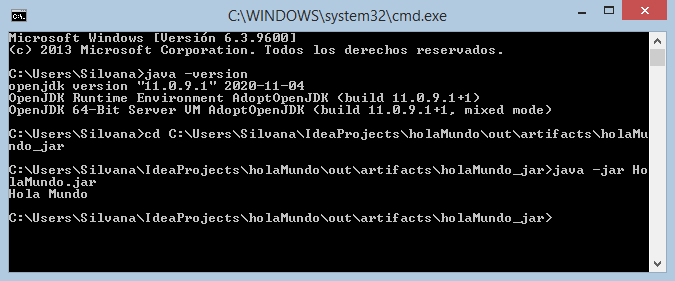 C:\WINDOWS\system32\cmd.exe
Microsoft Windows [Versión 6.3.9600]
(c) 2013 Microsoft Corporation. Todos los derechos reservados.
C:\Users\Silvana>java -version
openjdk version "11.0.9.1" 2020-11-04
OpenJDK Runtime Environment AdoptOpenJDK (build 11.0.9.1+1)
OpenJDK 64-Bit Server VM AdoptOpenJDK (build 11.0.9.1+1, mixed mode)
C:\Users\Silvana>cd C:\Users\Silvana\IdeaProjects\holaMundo\out\artifacts\holaMu
ndo_jar
C:\Users\Silvana\IdeaProjects\holaMundo\out\artifacts\holaMundo_jar>java -jar Ho
laMundo.jar
Hola Mundo
C:\Users\Silvana\IdeaProjects\holaMundo\out\artifacts\holaMundo_jar>